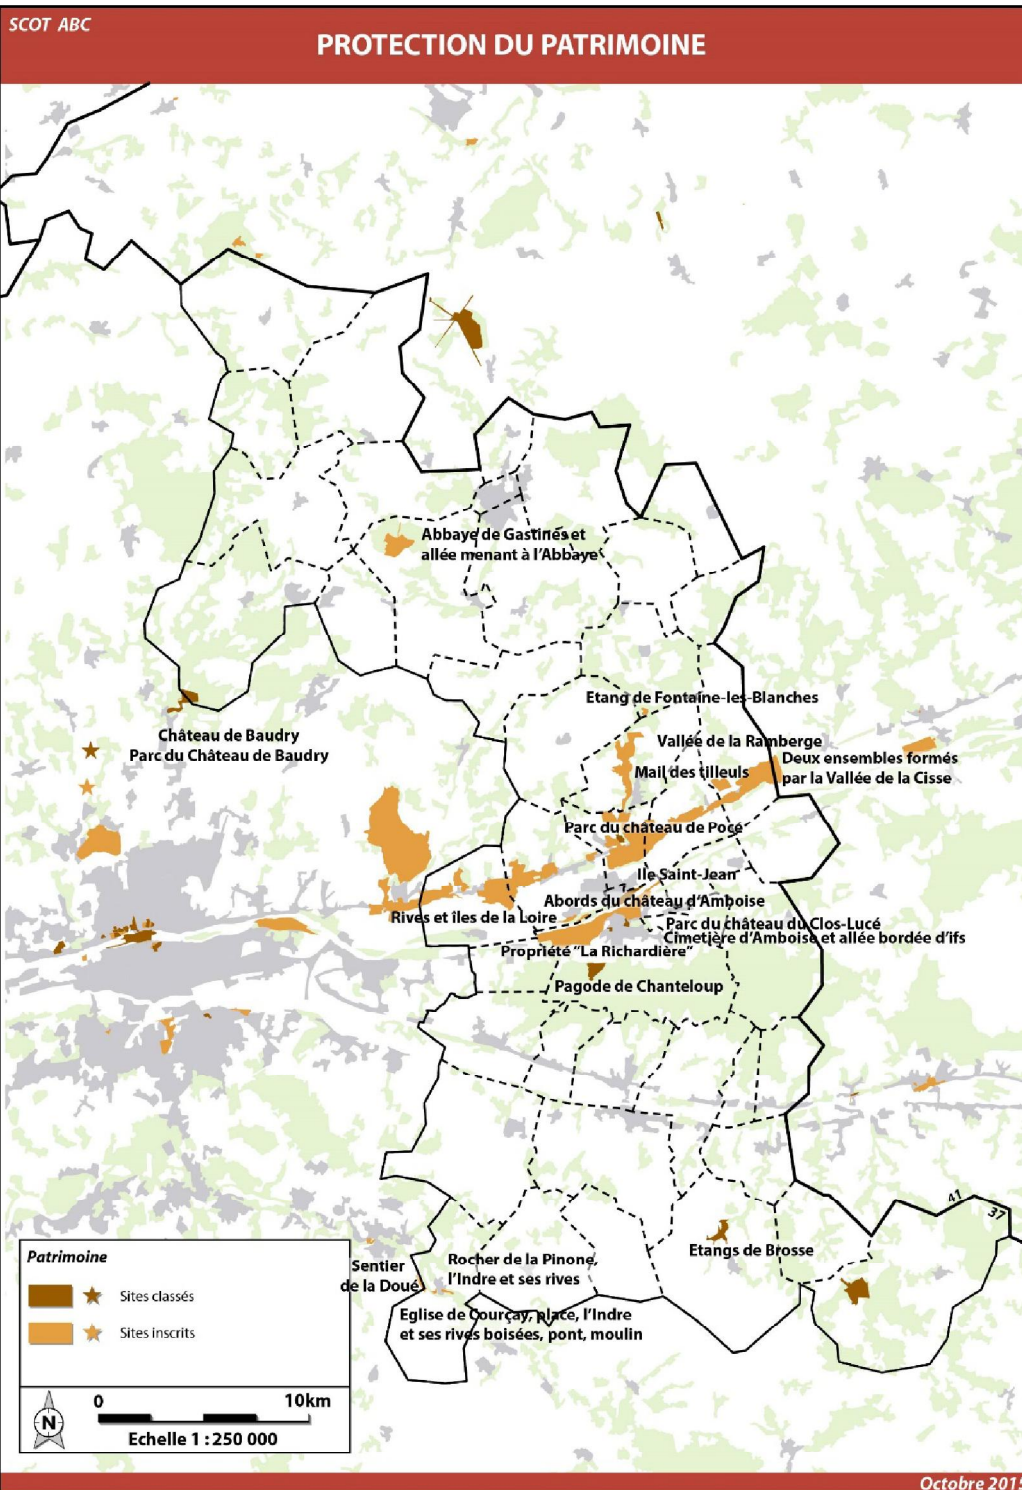 SCOT ABC
PROTECTION DU PATRIMOINE
Abbaye de Gastines et
allée menant à l'Abbaye
Etang de Fontaine-les-Blanches
Château de Baudry
Parc du Château de Baudry
Vallée de la Ramberge
Deux ensembles formés
par la Vallée de la Cisse
Mail des tilleuls
Parc du château de Pocé
Ile Saint-Jean
Abords du château d'Amboise
Rives et îles de la Loire
Parc du château du Clos-Lucé
Cimetière d'Amboise et allée bordée d'ifs
Propriété "La Richardière"
Pagode de Chanteloup
41
37
Etangs de Brosse
Sentier
de la Doué
Rocher de la Pinone,
l'Indre et ses rives
Eglise de Courçay, place, l'Indre
et ses rives boisées, pont, moulin
Patrimoine
Sites classés
Sites inscrits
N
0 10km
Echelle 1 : 250 000
Octobre 2015